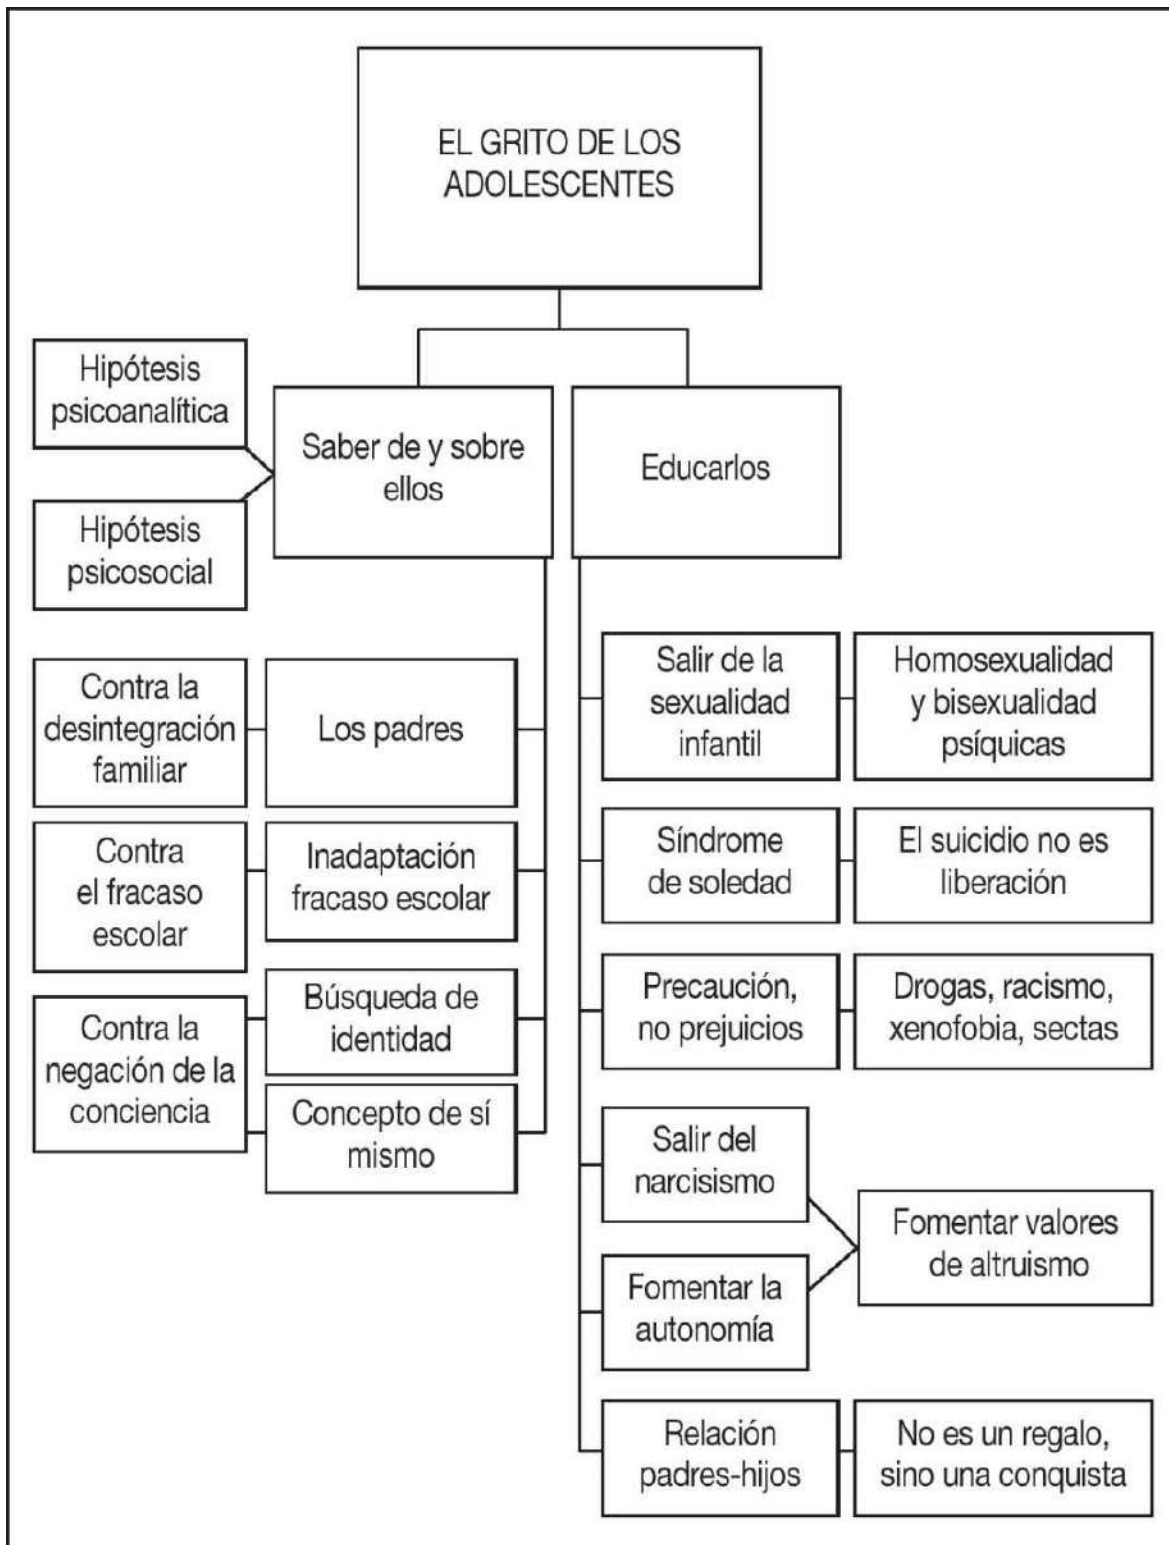 EL GRITO DE LOS
ADOLESCENTES
Hipótesis
psicoanalítica
Hipótesis
psicosocial
Saber de y sobre
ellos
Educarlos
Contra la
desintegración
familiar
Los padres
Contra
el fracaso
escolar
Inadaptación
fracaso escolar
Contra la
negación de la
conciencia
Búsqueda de
identidad
Concepto de sí
mismo
Salir de la
sexualidad
infantil
Homosexualidad
y bisexualidad
psíquicas
Síndrome
de soledad
El suicidio no es
liberación
Precaución,
no prejuicios
Drogas, racismo,
xenofobia, sectas
Salir del
narcisismo
Fomentar la
autonomía
Fomentar valores
de altruismo
Relación
padres-hijos
No es un regalo,
sino una conquista